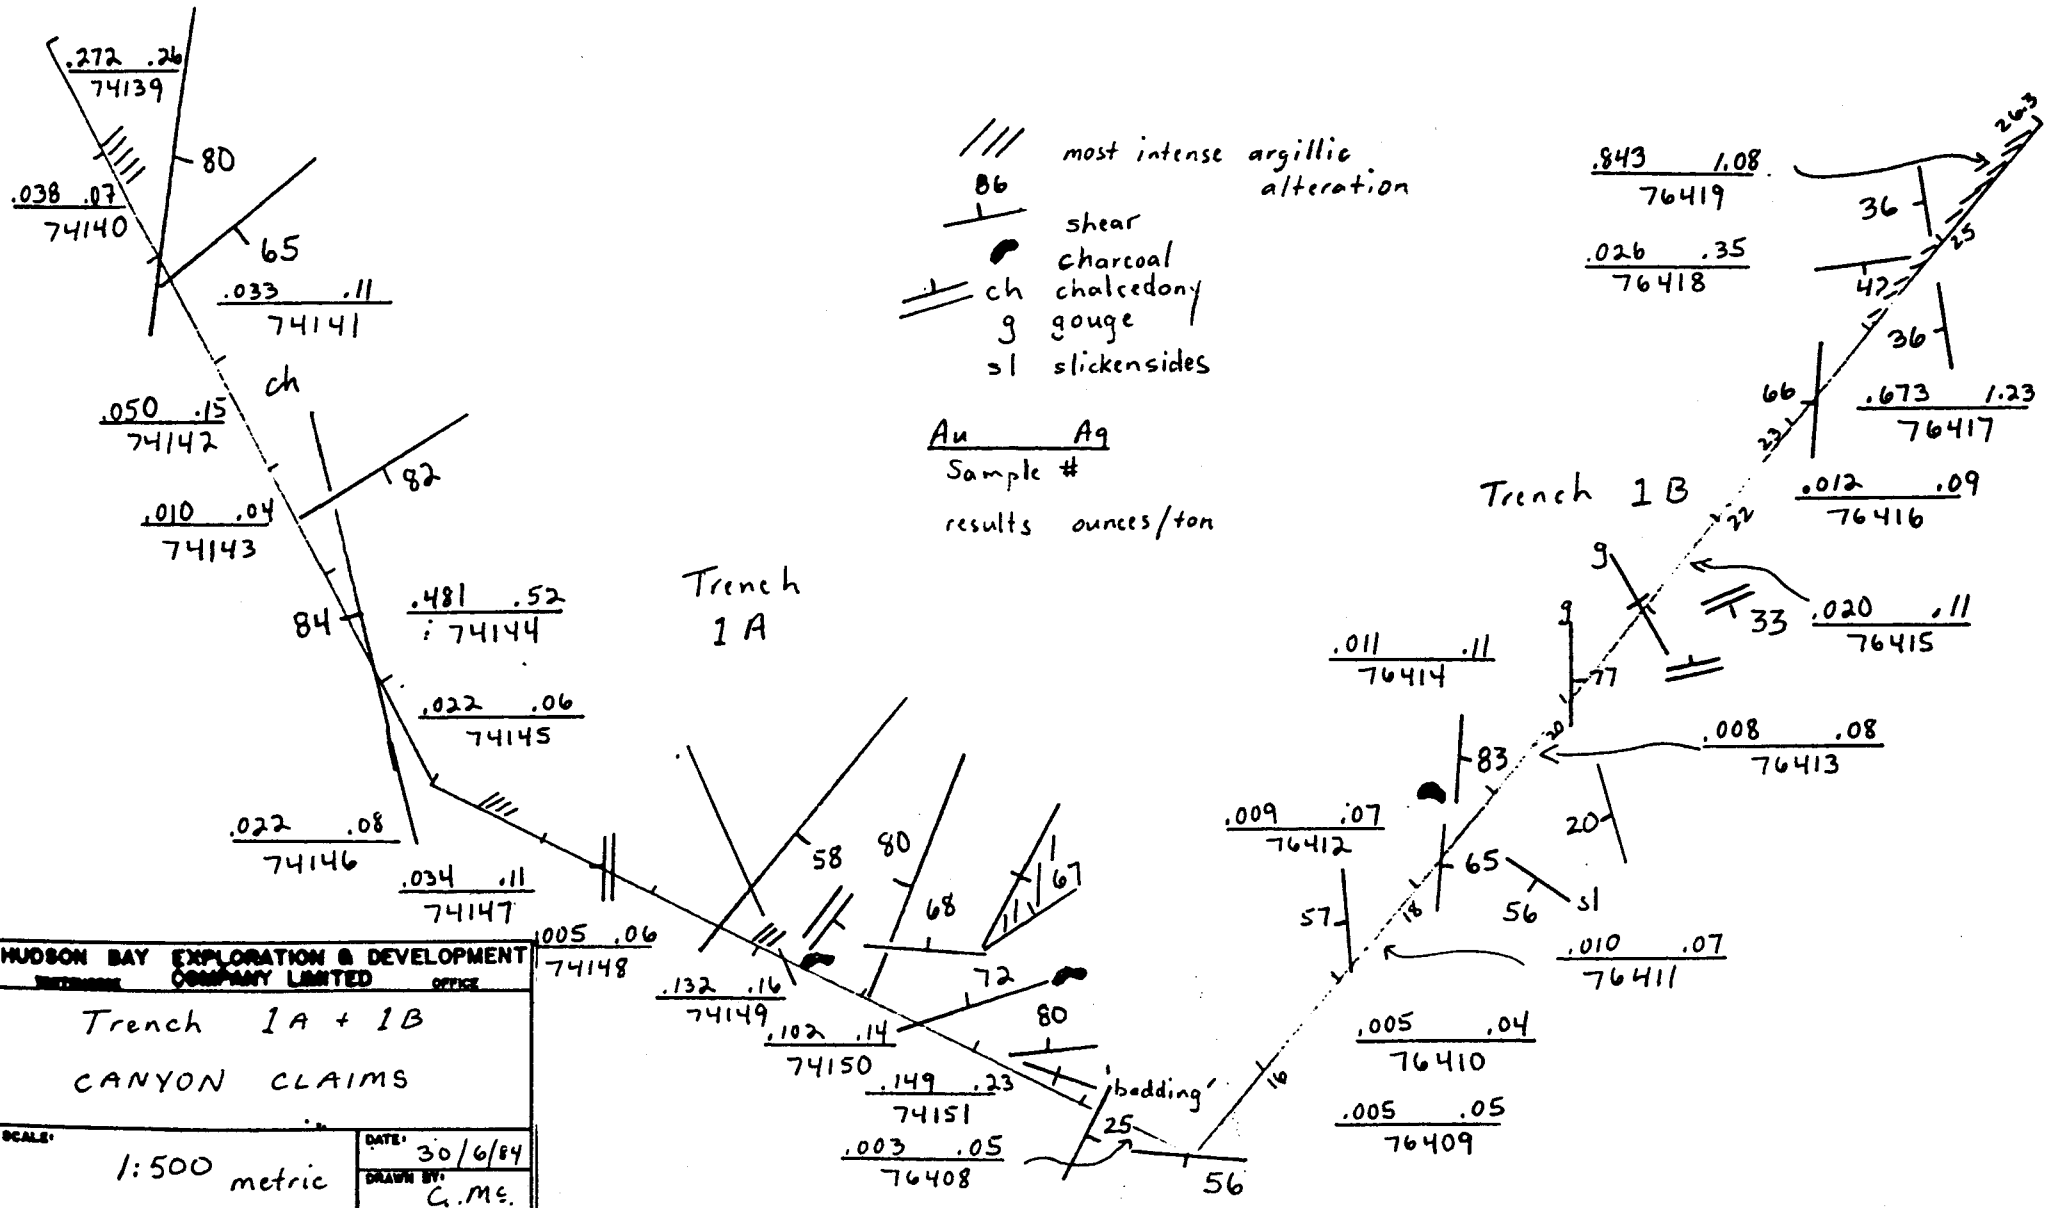 .272 .26
74139
80
.038 .07
74140
65
.033 .11
74141
ch
.050 .15
74142
82
.010 .04
74143
84
.481 .52
74144
.022 .06
74145
.022 .08
74146
.034 .11
74147
.005 .06
74148
Trench
1A
58
80
68
67
.132 .16
74149
72
.102 .14
74150
80
.149 .23
74151
'bedding'
25
.003 .05
76408
56
86
most intense argillic
alteration
shear
charcoal
ch chalcedony
g gouge
sl slickensides
Au Ag
Sample #
results ounces/ton
Trench 1B
26.3
.843 1.08
76419
36
25
.026 .35
76418
42
36
.673 1.23
76417
66
23
.012 .09
76416
22
g
.020 .11
76415
33
g
77
.011 .11
76414
20
.008 .08
76413
83
.009 .07
76412
20
65
56 sl
57
18
.010 .07
76411
.005 .04
76410
16
.005 .05
76409
HUDSON BAY EXPLORATION & DEVELOPMENT
COMPANY LIMITED
OFFICE
Trench 1A + 1B
CANYON CLAIMS
SCALE:
1:500 metric
DATE: 30/6/84
DRAWN BY:
G. Mc.